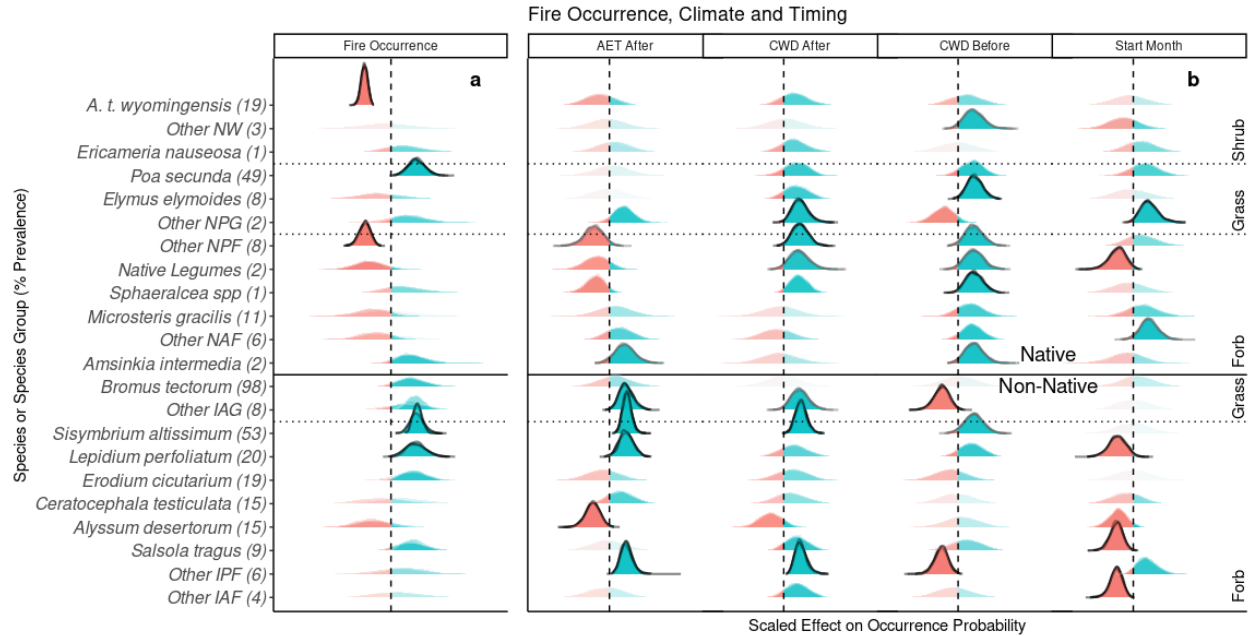 Fire Occurrence, Climate and Timing
Fire Occurrence
AET After
CWD After
CWD Before
Start Month
a
b
A. t. wyomingensis (19)
Other NW (3)
Ericameria nauseosa (1)
Poa secunda (49)
Elymus elymoides (8)
Other NPG (2)
Other NPF (8)
Native Legumes (2)
Sphaeralcea spp (1)
Microsteris gracilis (11)
Other NAF (6)
Amsinkia intermedia (2)
Bromus tectorum (98)
Other IAG (8)
Sisymbrium altissimum (53)
Lepidium perfoliatum (20)
Erodium cicutarium (19)
Ceratocephala testiculata (15)
Alyssum desertorum (15)
Salsola tragus (9)
Other IPF (6)
Other IAF (4)
Species or Species Group (% Prevalence)
Shrub
Grass
Forb
Native
Non-Native
Grass
Forb
Scaled Effect on Occurrence Probability